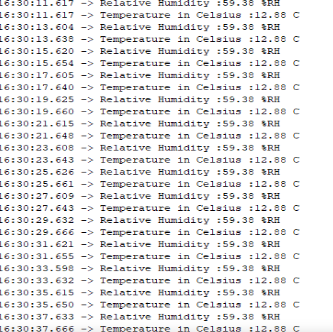 16:30:11.617 -> Relative Humidity :59.38 %RH
16:30:11.617 -> Temperature in Celsius :12.88 C
16:30:13.604 -> Relative Humidity :59.38 %RH
16:30:13.638 -> Temperature in Celsius :12.88 C
16:30:15.620 -> Relative Humidity :59.38 %RH
16:30:15.654 -> Temperature in Celsius :12.88 C
16:30:17.605 -> Relative Humidity :59.38 %RH
16:30:17.640 -> Temperature in Celsius :12.88 C
16:30:19.625 -> Relative Humidity :59.38 %RH
16:30:19.660 -> Temperature in Celsius :12.88 C
16:30:21.615 -> Relative Humidity :59.38 %RH
16:30:21.648 -> Temperature in Celsius :12.88 C
16:30:23.608 -> Relative Humidity :59.38 %RH
16:30:23.643 -> Temperature in Celsius :12.88 C
16:30:25.626 -> Relative Humidity :59.38 %RH
16:30:25.661 -> Temperature in Celsius :12.88 C
16:30:27.609 -> Relative Humidity :59.38 %RH
16:30:27.643 -> Temperature in Celsius :12.88 C
16:30:29.632 -> Relative Humidity :59.38 %RH
16:30:29.666 -> Temperature in Celsius :12.88 C
16:30:31.621 -> Relative Humidity :59.38 %RH
16:30:31.655 -> Temperature in Celsius :12.88 C
16:30:33.598 -> Relative Humidity :59.38 %RH
16:30:33.632 -> Temperature in Celsius :12.88 C
16:30:35.615 -> Relative Humidity :59.38 %RH
16:30:35.650 -> Temperature in Celsius :12.88 C
16:30:37.633 -> Relative Humidity :59.38 %RH
16:30:37.666 -> Temperature in Celsius :12.88 C